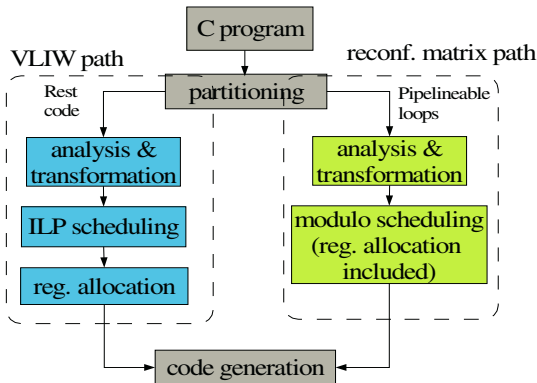 C program
VLIW path
reconf. matrix path
partitioning
Rest
code
Pipelineable
loops
analysis &
transformation
analysis &
transformation
ILP scheduling
modulo scheduling
(reg. allocation
included)
reg. allocation
code generation